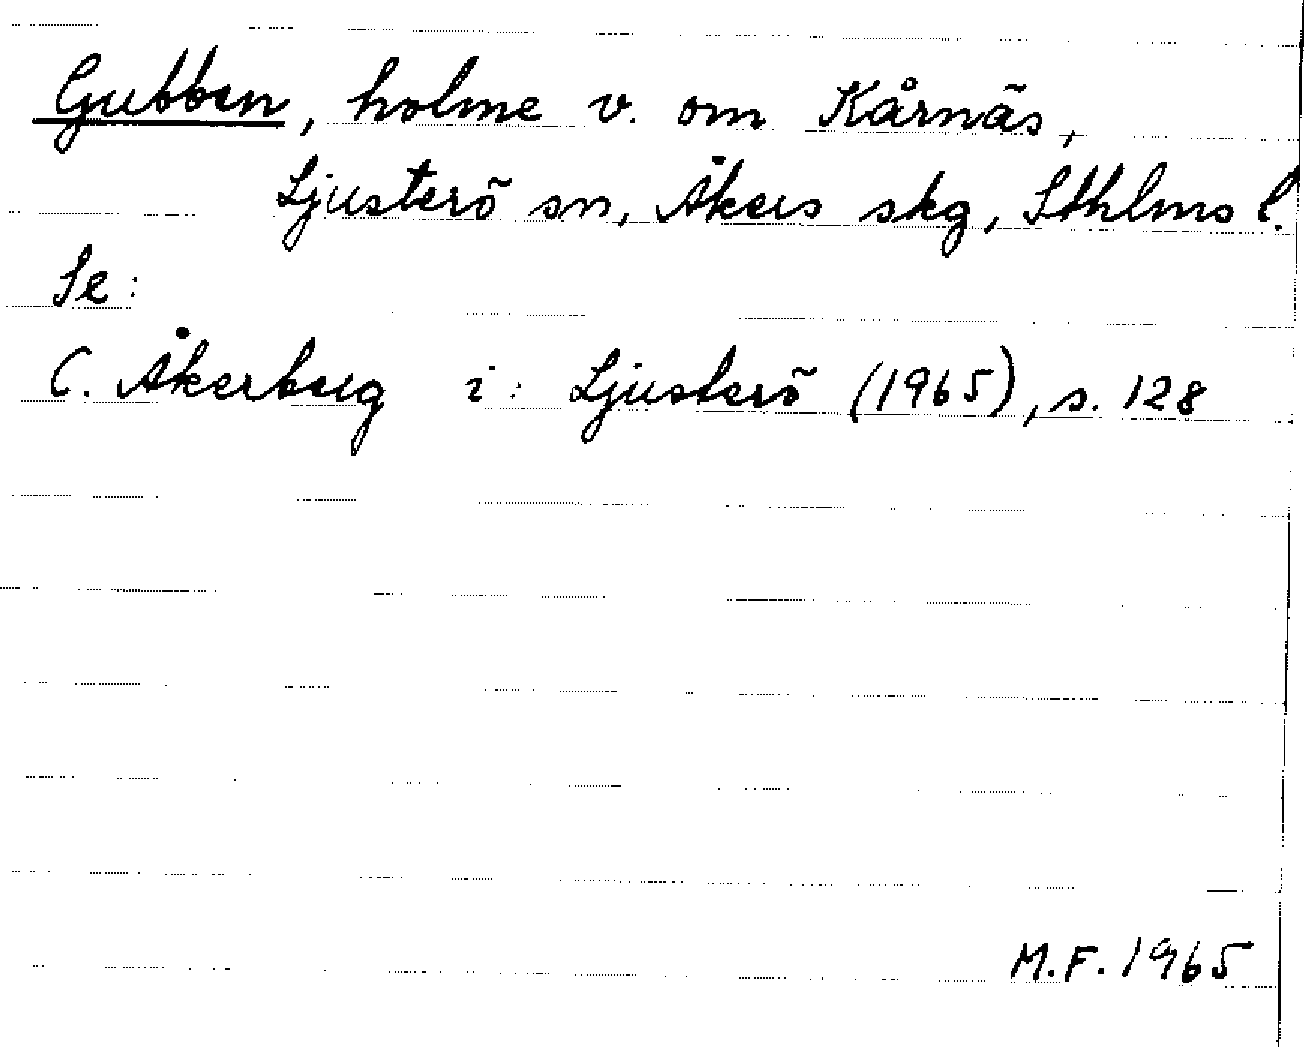 Gubben, holme v. om Kårnäs,
Ljusterö sn, Åkers skg, Sthlms l.
Se:
C. Åkerberg i: Ljusterö (1965), s. 128
M.F. 1965